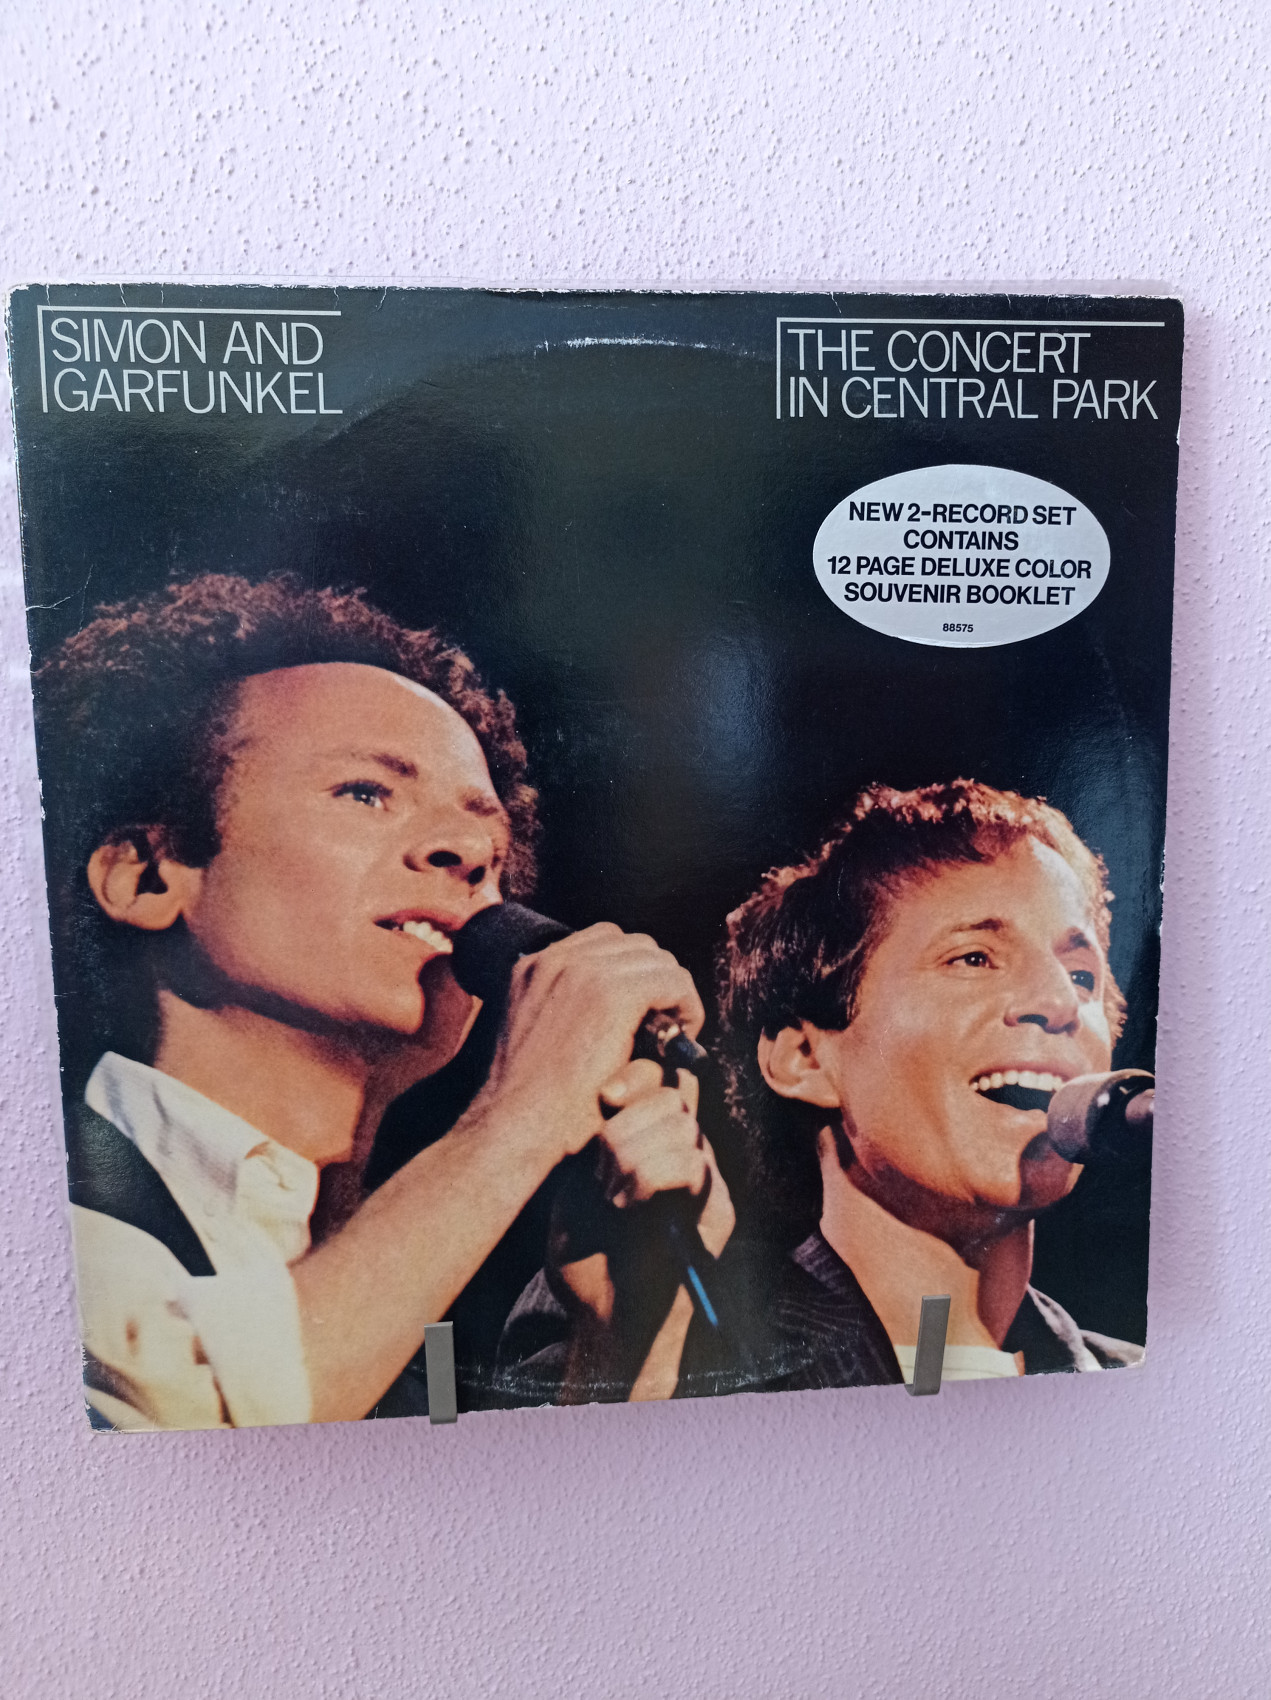 SIMON AND
GARFUNKEL
THE CONCERT
IN CENTRAL PARK
NEW 2-RECORD SET
CONTAINS
12 PAGE DELUXE COLOR
SOUVENIR BOOKLET
88575